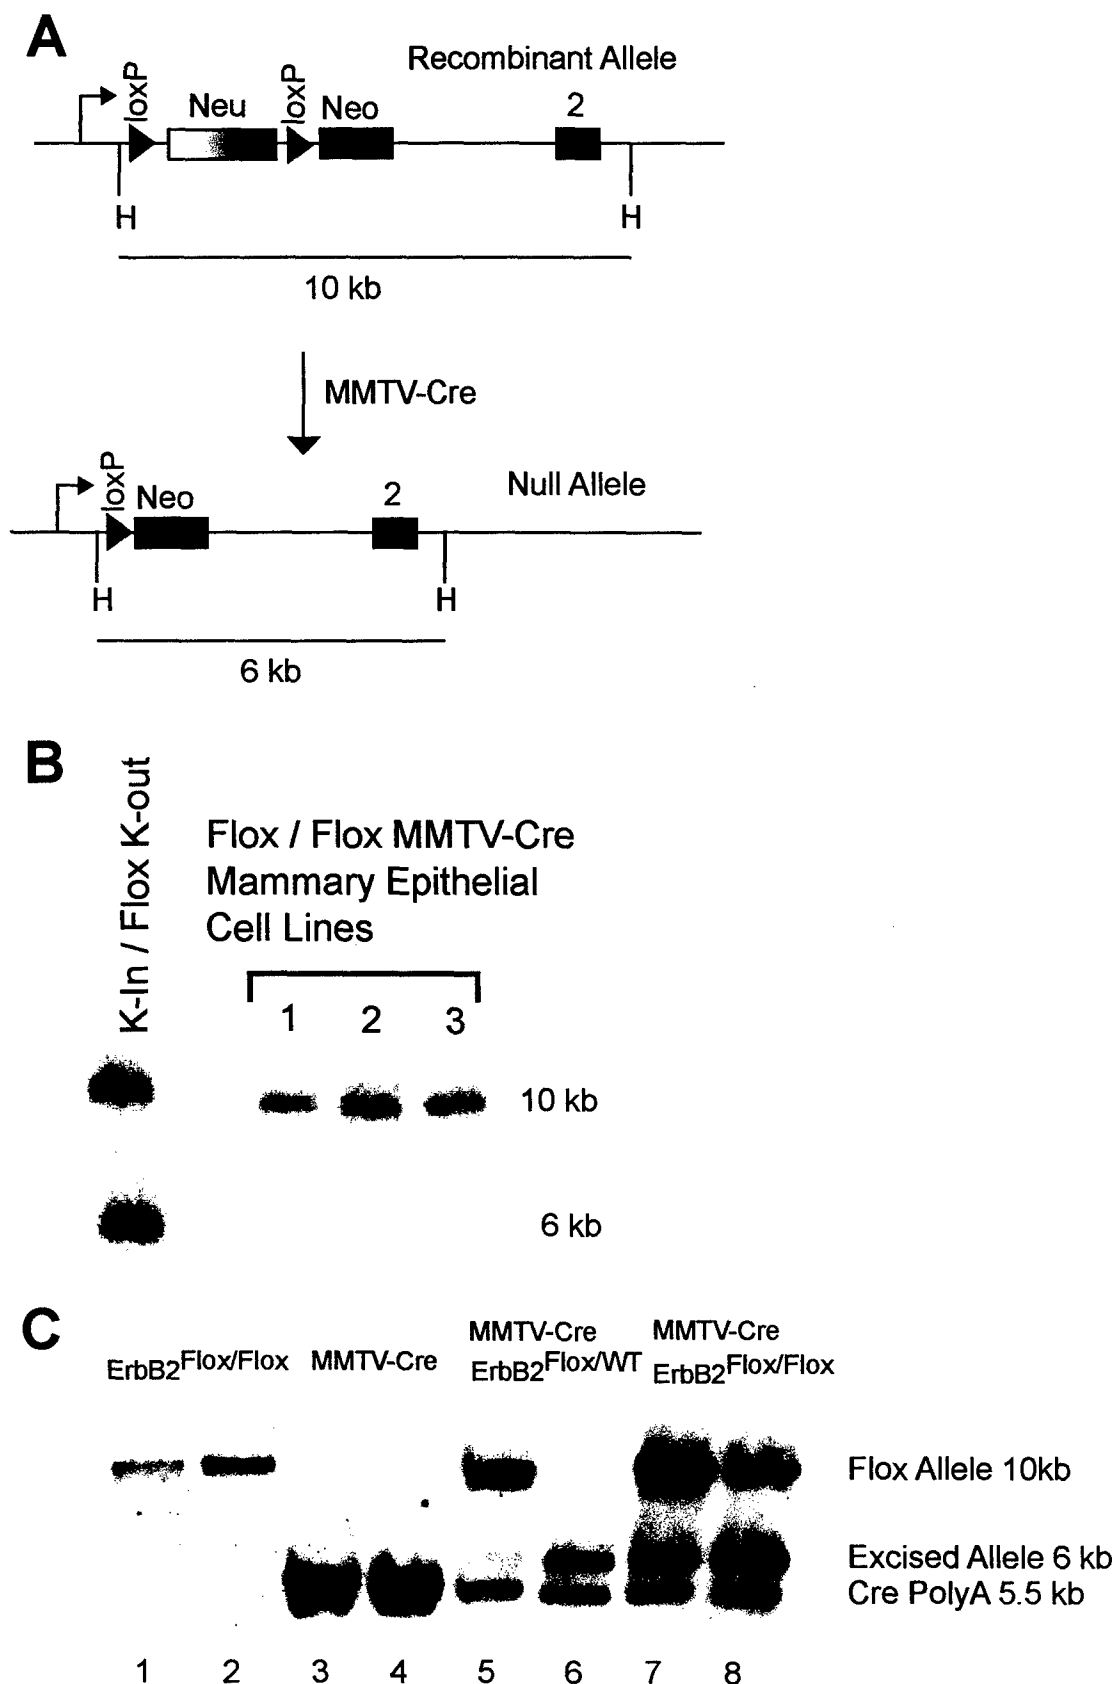 A
Recombinant Allele
loxP
Neu
loxP
Neo
2
H
H
10 kb
MMTV-Cre
loxP
Neo
2
Null Allele
H
H
6 kb
B
K-In / Flox K-out
Flox / Flox MMTV-Cre
Mammary Epithelial
Cell Lines
1 2 3
10 kb
6 kb
C
ErbB2Flox/Flox
MMTV-Cre
MMTV-Cre
ErbB2Flox/WT
MMTV-Cre
ErbB2Flox/Flox
Flox Allele 10kb
Excised Allele 6 kb
Cre PolyA 5.5 kb
1 2 3 4 5 6 7 8